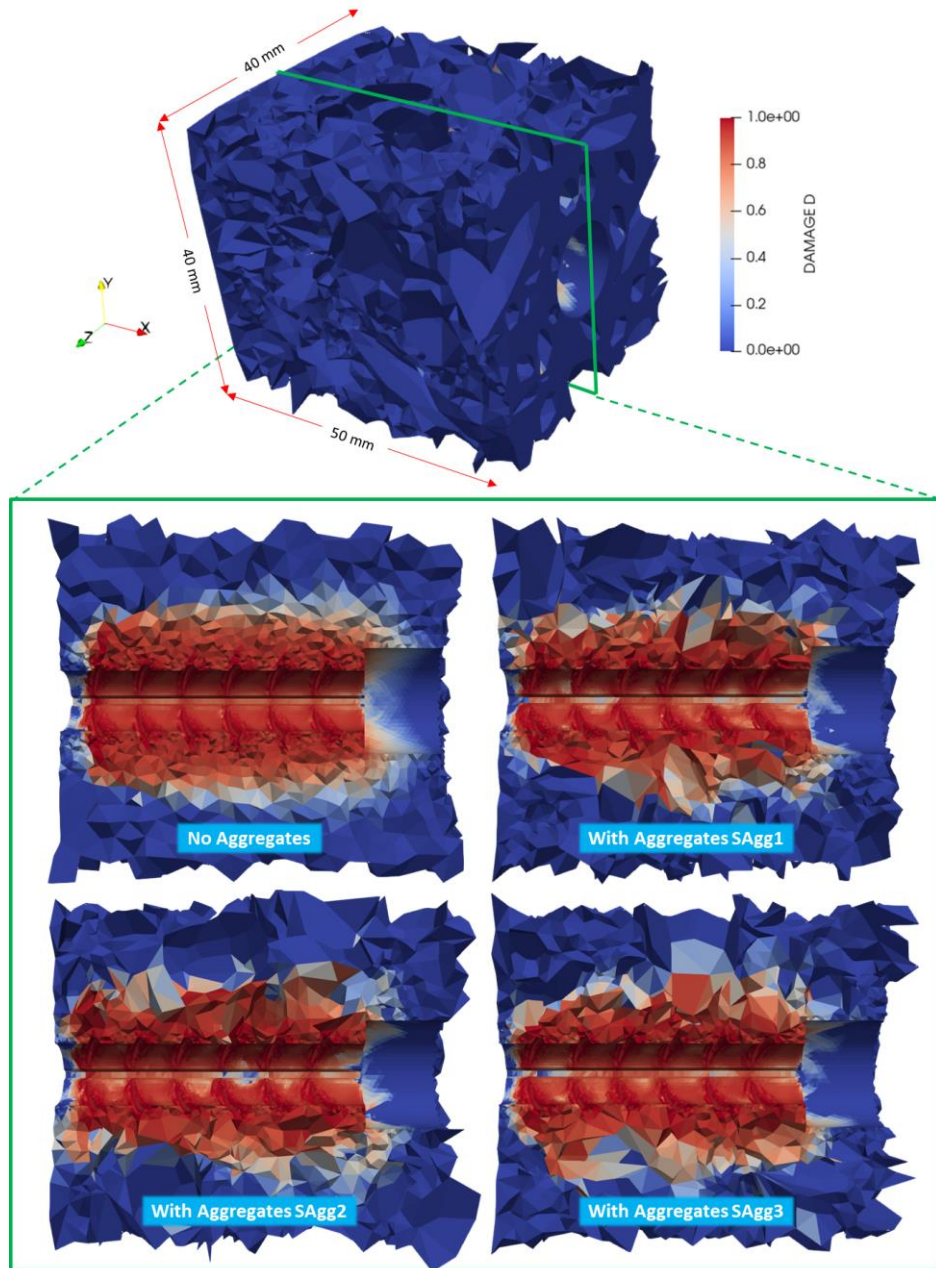 40 mm
40 mm
50 mm
Y
Z
X
1.0e+00
0.8
0.6
0.4
0.2
0.0e+00
DAMAGE D
No Aggregates
With Aggregates SAgg1
With Aggregates SAgg2
With Aggregates SAgg3